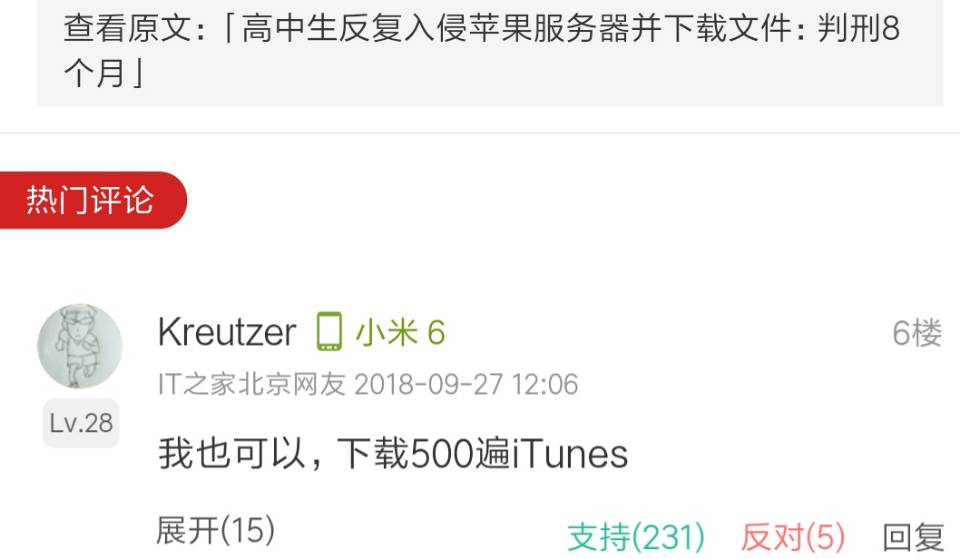 查看原文：「高中生反复入侵苹果服务器并下载文件：判刑8
个月」
热门评论
Kreutzer 小米 6
6楼
IT之家北京网友 2018-09-27 12:06
Lv.28
我也可以，下载500遍iTunes
展开(15)
支持(231) 反对(5) 回复